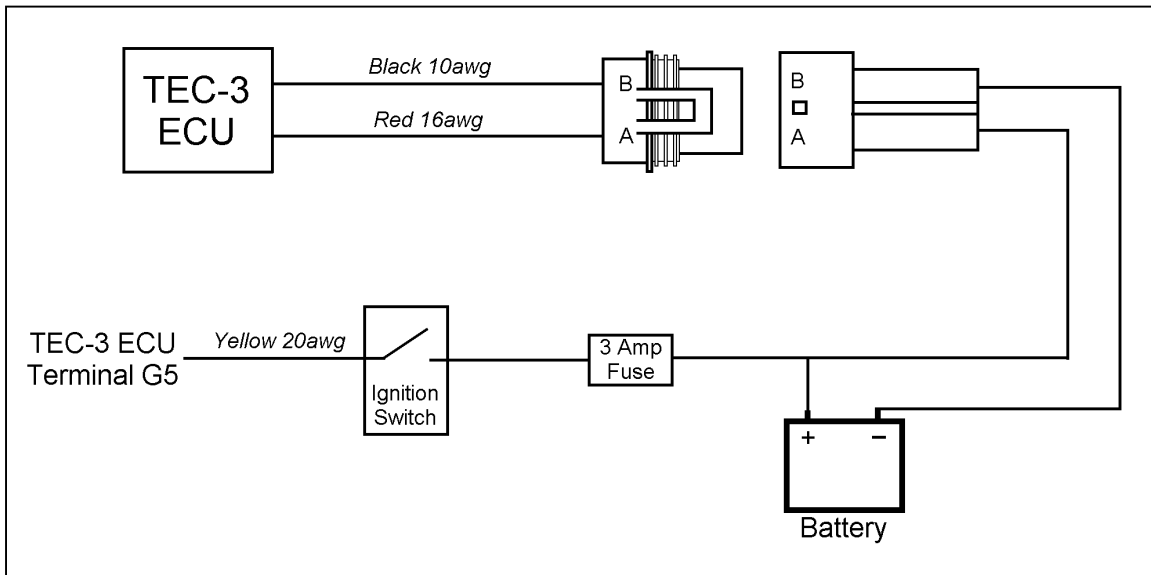 TEC-3
ECU
Black 10awg
Red 16awg
B
A
B
A
TEC-3 ECU
Terminal G5
Yellow 20awg
Ignition
Switch
3 Amp
Fuse
+ −
Battery